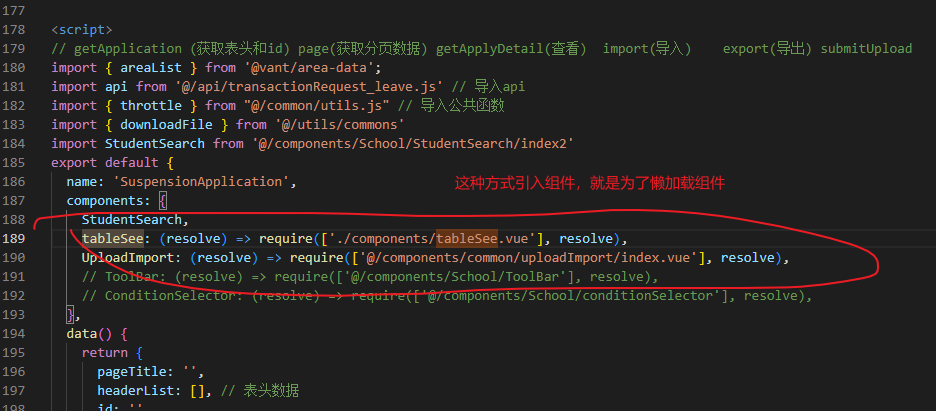 177
178 <script>
179 // getApplication (获取表头和id) page(获取分页数据) getApplyDetail(查看)  import(导入)    export(导出) submitUpload
180 import { areaList } from '@vant/area-data';
181 import api from '@/api/transactionRequest_leave.js' // 导入api
182 import { throttle } from "@/common/utils.js" // 导入公共函数
183 import { downloadFile } from '@/utils/commons'
184 import StudentSearch from '@/components/School/StudentSearch/index2'
185 export default {
186   name: 'SuspensionApplication',
这种方式引入组件，就是为了懒加载组件
187   components: {
188     StudentSearch,
189     tableSee: (resolve) => require(['./components/tableSee.vue'], resolve),
190     UploadImport: (resolve) => require(['@/components/common/uploadImport/index.vue'], resolve),
191     // ToolBar: (resolve) => require(['@/components/School/ToolBar'], resolve),
192     // ConditionSelector: (resolve) => require(['@/components/School/conditionSelector'], resolve),
193   },
194   data() {
195     return {
196       pageTitle: '',
197       headerList: [], // 表头数据
198       id: ''